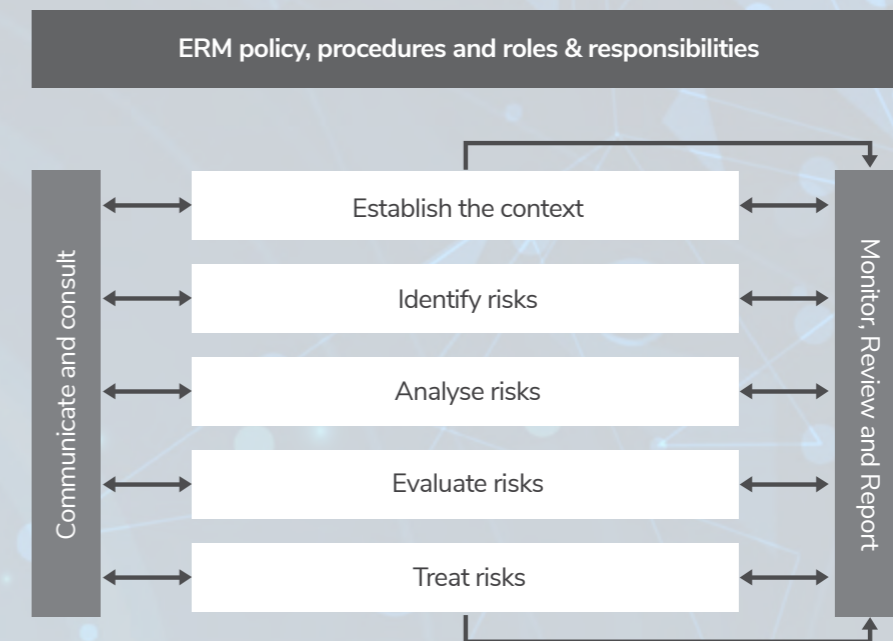 ERM policy, procedures and roles & responsibilities
Communicate and consult
Establish the context
Identify risks
Analyse risks
Evaluate risks
Treat risks
Monitor, Review and Report